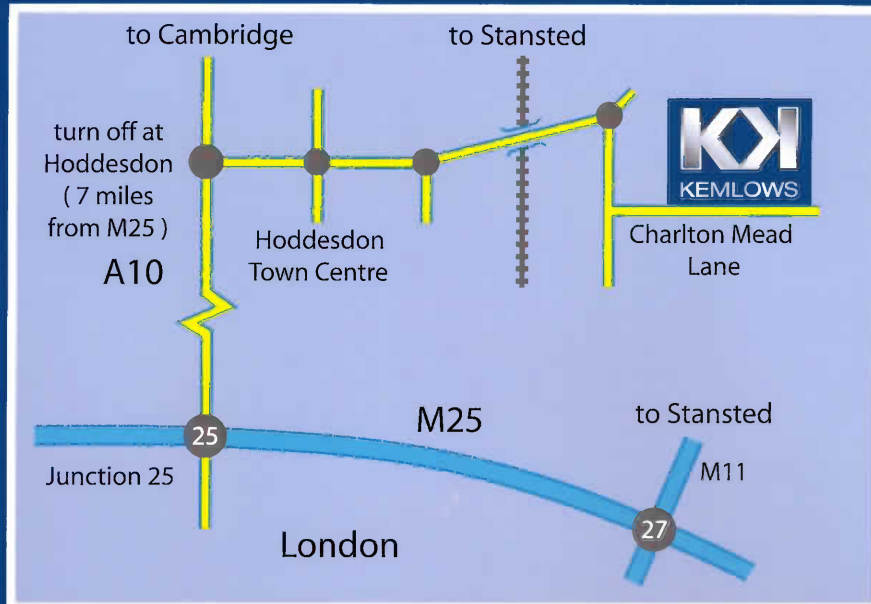 to Cambridge
to Stansted
turn off at
Hoddesdon
( 7 miles
from M25 )
A10
Hoddesdon
Town Centre
KK
KEMLOWS
Charlton Mead
Lane
M25
to Stansted
25
Junction 25
M11
27
London